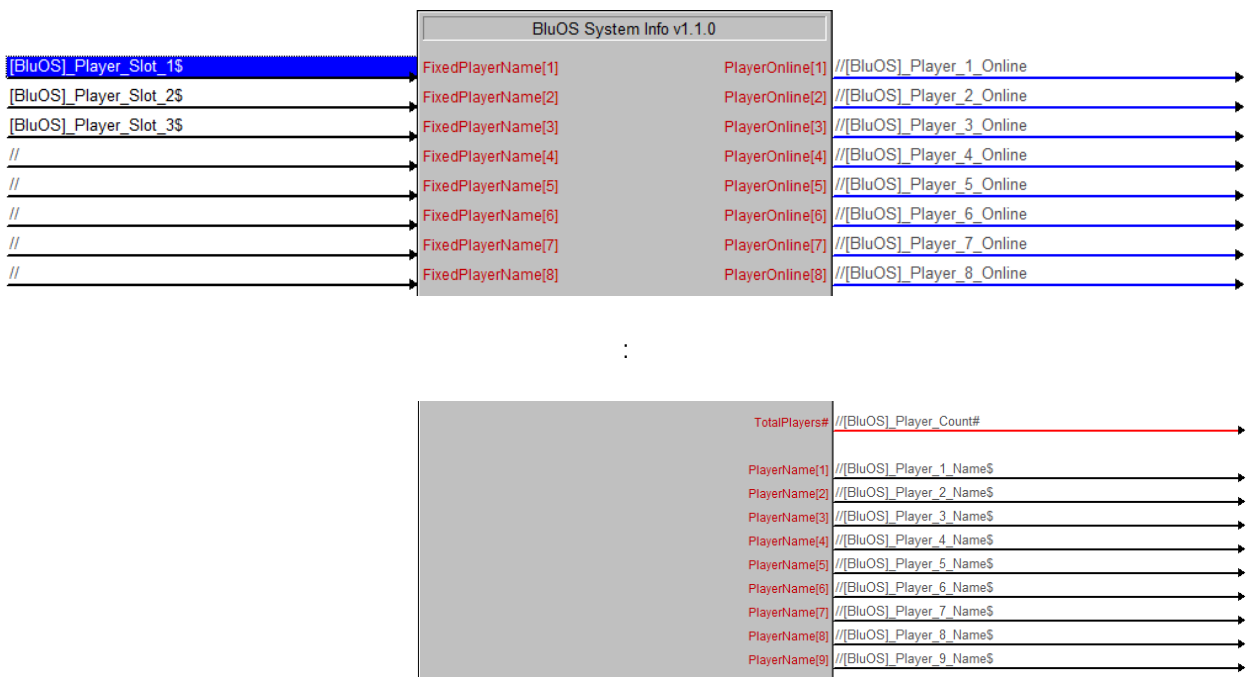 BluOS System Info v1.1.0
[BluOS]_Player_Slot_1$ FixedPlayerName[1] PlayerOnline[1] //[BluOS]_Player_1_Online
[BluOS]_Player_Slot_2$ FixedPlayerName[2] PlayerOnline[2] //[BluOS]_Player_2_Online
[BluOS]_Player_Slot_3$ FixedPlayerName[3] PlayerOnline[3] //[BluOS]_Player_3_Online
// FixedPlayerName[4] PlayerOnline[4] //[BluOS]_Player_4_Online
// FixedPlayerName[5] PlayerOnline[5] //[BluOS]_Player_5_Online
// FixedPlayerName[6] PlayerOnline[6] //[BluOS]_Player_6_Online
// FixedPlayerName[7] PlayerOnline[7] //[BluOS]_Player_7_Online
// FixedPlayerName[8] PlayerOnline[8] //[BluOS]_Player_8_Online
:
TotalPlayers# //[BluOS]_Player_Count#
PlayerName[1] //[BluOS]_Player_1_Name$
PlayerName[2] //[BluOS]_Player_2_Name$
PlayerName[3] //[BluOS]_Player_3_Name$
PlayerName[4] //[BluOS]_Player_4_Name$
PlayerName[5] //[BluOS]_Player_5_Name$
PlayerName[6] //[BluOS]_Player_6_Name$
PlayerName[7] //[BluOS]_Player_7_Name$
PlayerName[8] //[BluOS]_Player_8_Name$
PlayerName[9] //[BluOS]_Player_9_Name$